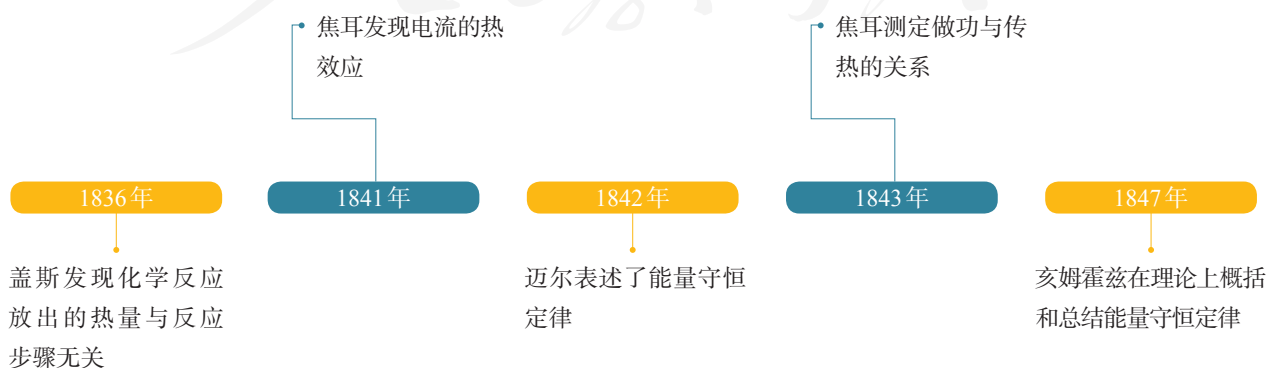 焦耳发现电流的热
效应
焦耳测定做功与传
热的关系
1836年
1841年
1842年
1843年
1847年
盖斯发现化学反应
放出的热量与反应
步骤无关
迈尔表述了能量守恒
定律
亥姆霍兹在理论上概括
和总结能量守恒定律